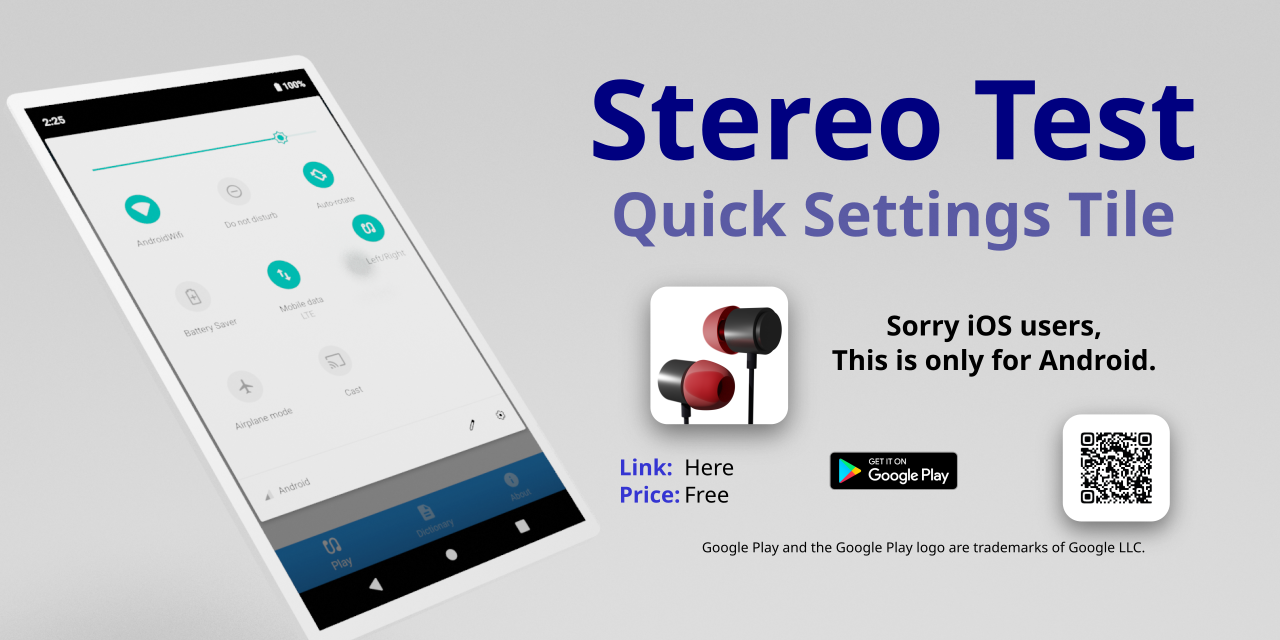 2:25
100%
AndroidWifi
Do not disturb
Auto-rotate
Battery Saver
Mobile data
LTE
Left/Right
Airplane mode
Cast
Android
Play
Dictionary
About
Stereo Test
Quick Settings Tile
Sorry iOS users,
This is only for Android.
Link: Here
Price: Free
GET IT ON
Google Play
Google Play and the Google Play logo are trademarks of Google LLC.